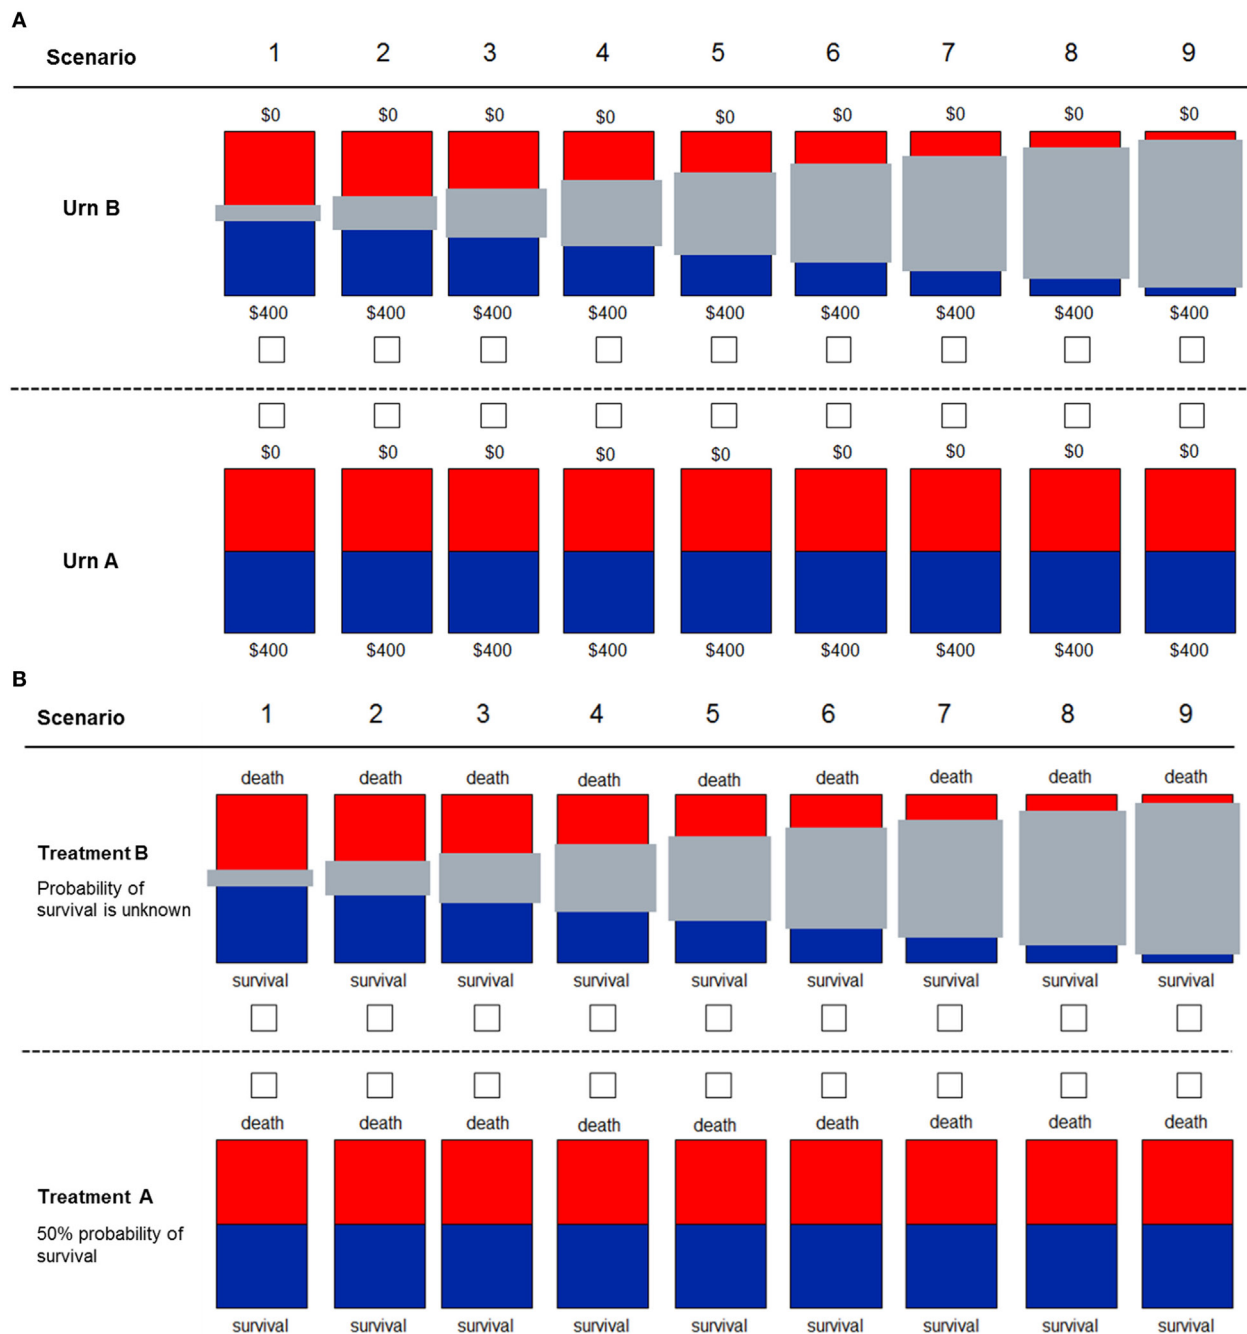 A
Scenario 1 2 3 4 5 6 7 8 9
$0 $0 $0 $0 $0 $0 $0 $0 $0
Urn B
$400 $400 $400 $400 $400 $400 $400 $400 $400
$0 $0 $0 $0 $0 $0 $0 $0 $0
Urn A
$400 $400 $400 $400 $400 $400 $400 $400 $400
B
Scenario 1 2 3 4 5 6 7 8 9
death death death death death death death death death
Treatment B
Probability of
survival is unknown
survival survival survival survival survival survival survival survival survival
death death death death death death death death death
Treatment A
50% probability of
survival
survival survival survival survival survival survival survival survival survival